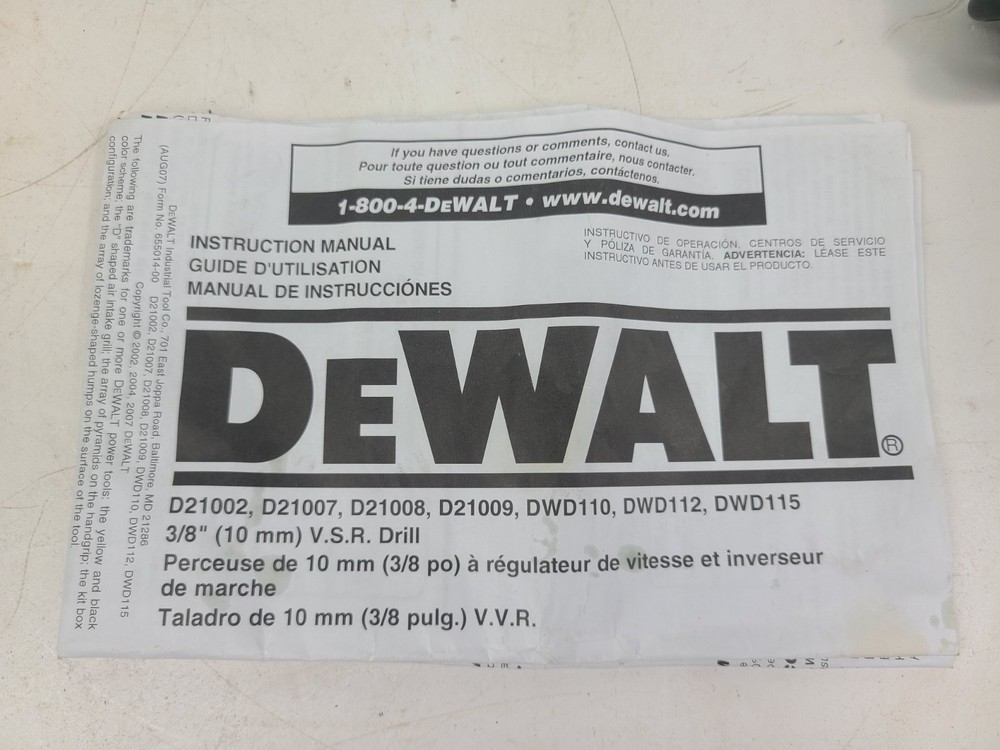 If you have questions or comments, contact us.
Pour toute question ou tout commentaire, nous contacter.
Si tiene dudas o comentarios, contáctenos.
1-800-4-DEWALT • www.dewalt.com
INSTRUCTION MANUAL
GUIDE D'UTILISATION
MANUAL DE INSTRUCCIÓNES
INSTRUCTIVO DE OPERACIÓN, CENTROS DE SERVICIO
Y PÓLIZA DE GARANTÍA. ADVERTENCIA: LÉASE ESTE
INSTRUCTIVO ANTES DE USAR EL PRODUCTO.
DEWALT®
D21002, D21007, D21008, D21009, DWD110, DWD112, DWD115
3/8" (10 mm) V.S.R. Drill
Perceuse de 10 mm (3/8 po) à régulateur de vitesse et inverseur
de marche
Taladro de 10 mm (3/8 pulg.) V.V.R.
DEWALT Industrial Tool Co., 701 East Joppa Road, Baltimore, MD 21286
(AUG07) Form No. 655014-00 D21002, D21007, D21008, D21009, DWD110, DWD112, DWD115
Copyright © 2002, 2004, 2007 DEWALT
The following are trademarks for one or more DEWALT power tools: the yellow and black
color scheme; the "D" shaped air intake grill; the array of pyramids on the handgrip; the kit box
configuration; and the array of lozenge-shaped humps on the surface of the tool.